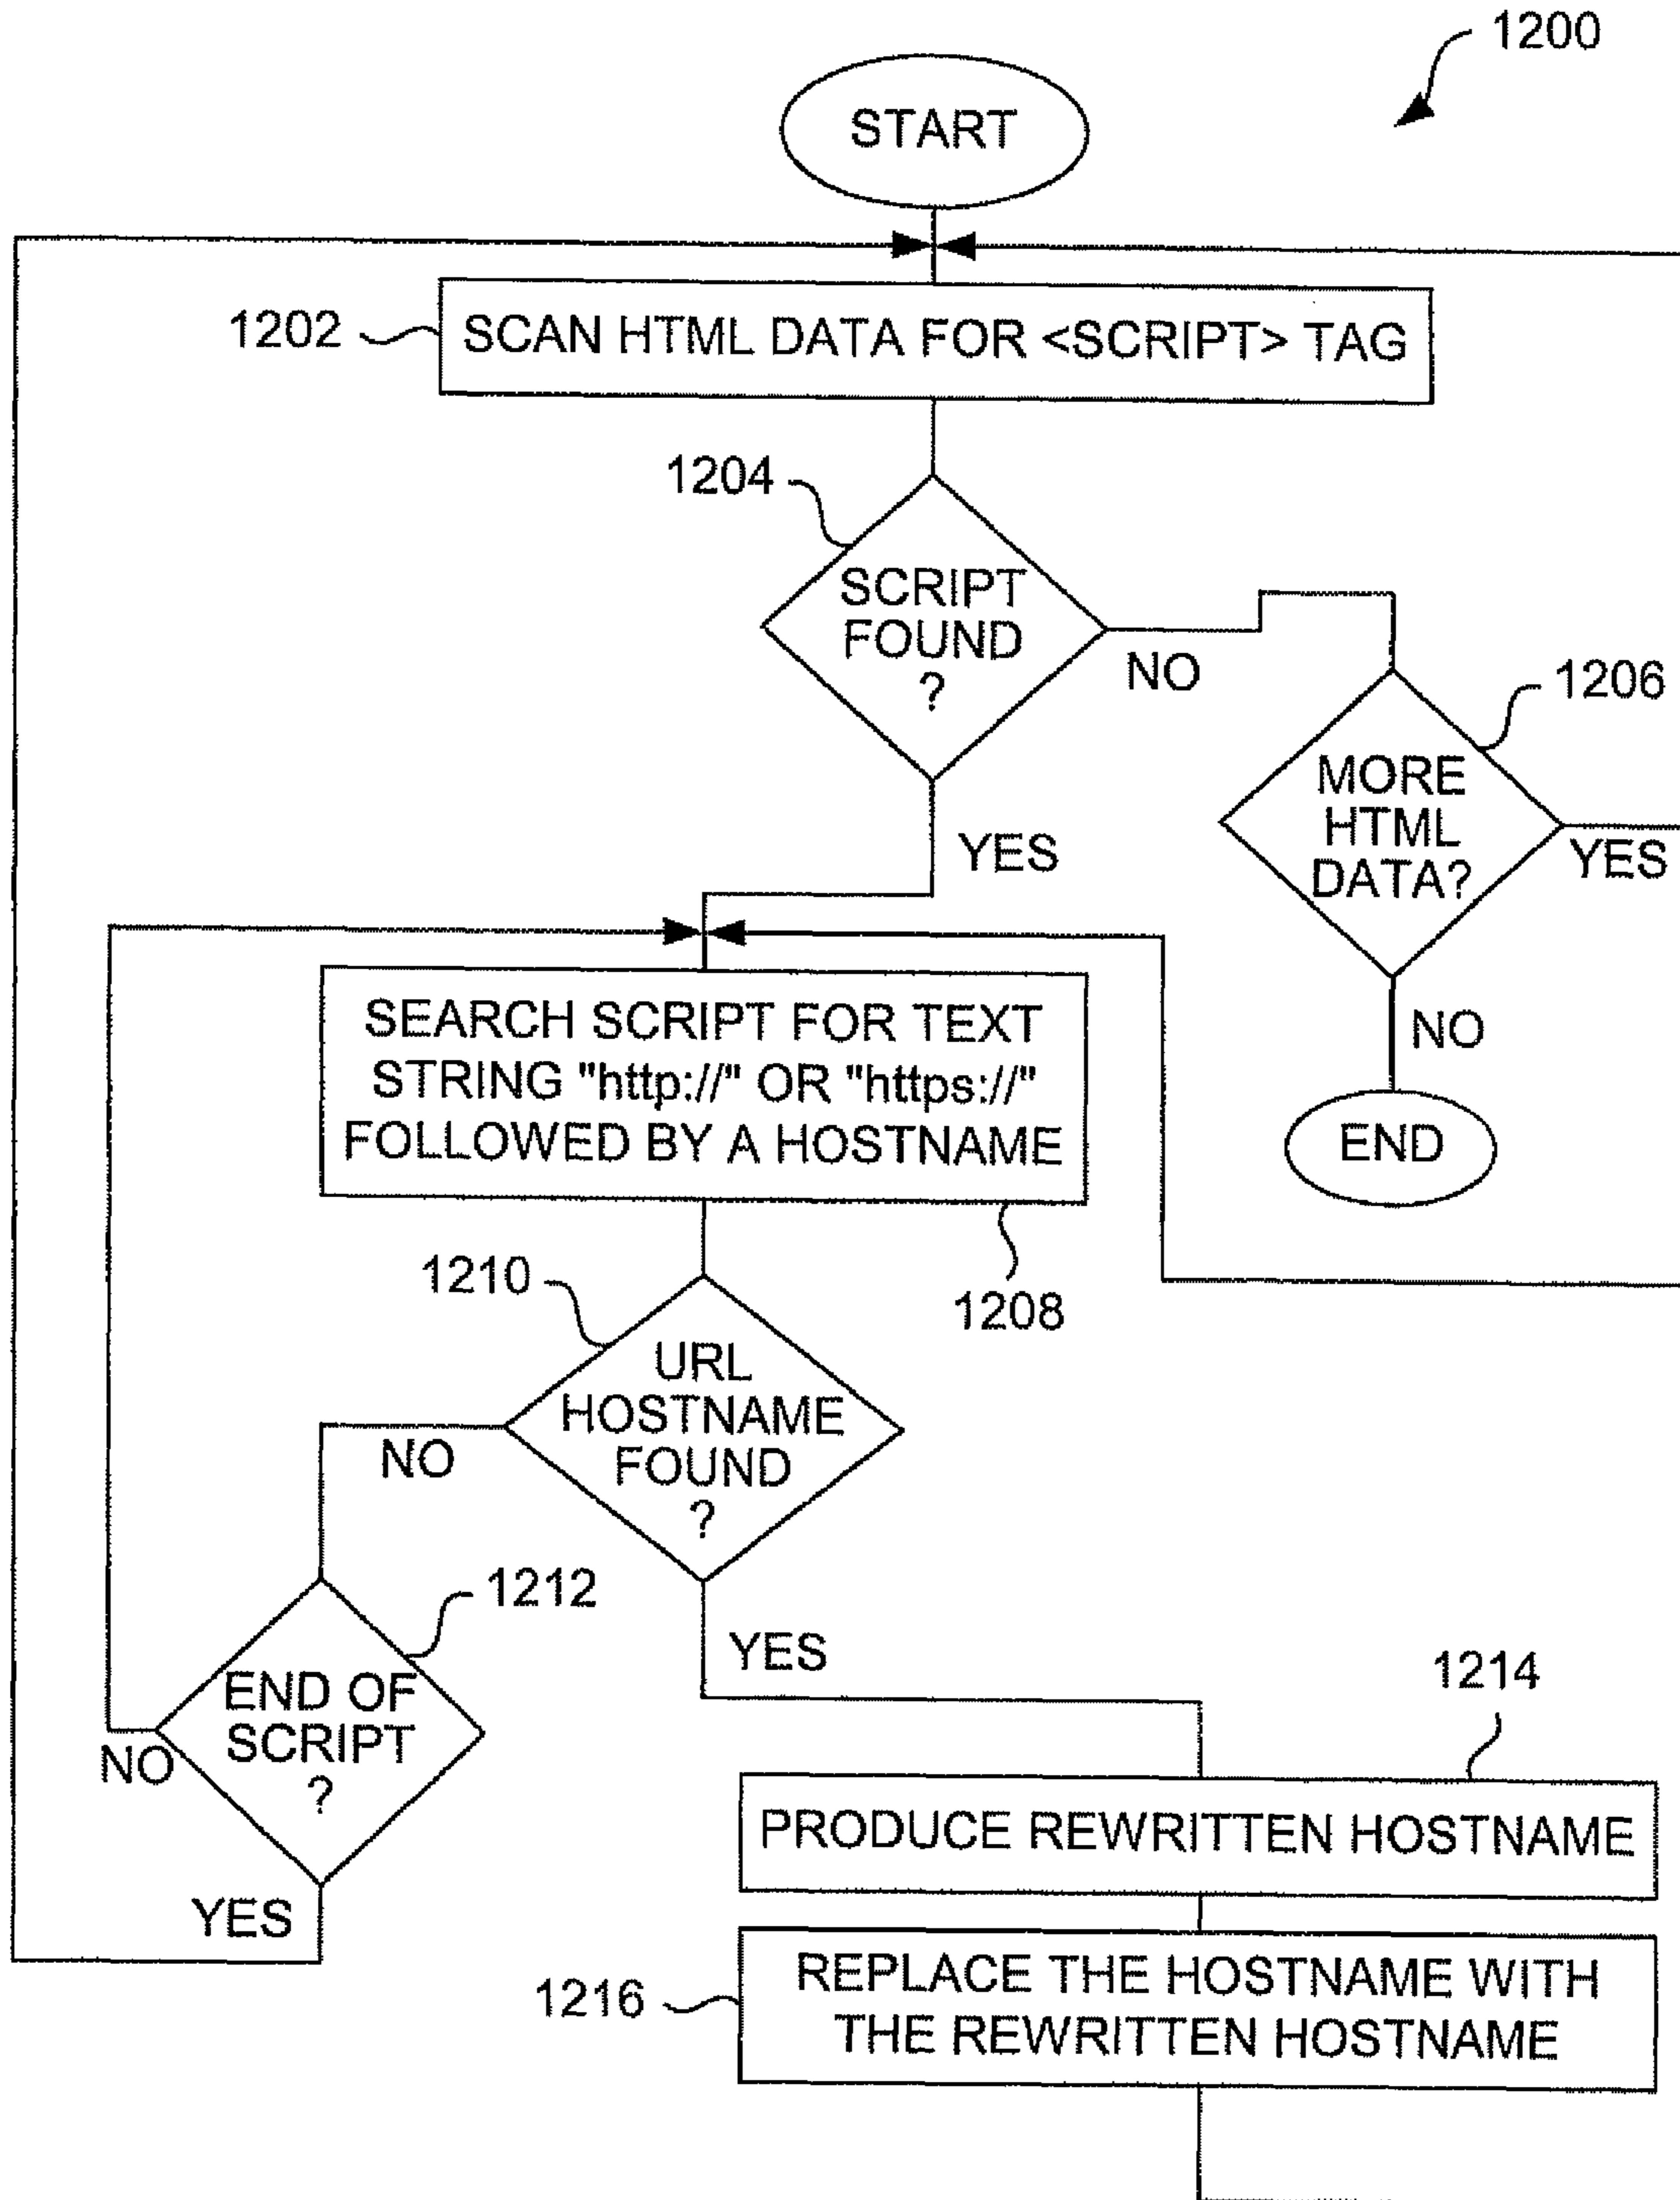 1200
START
1202
SCAN HTML DATA FOR <SCRIPT> TAG
1204
SCRIPT
FOUND
?
NO
1206
MORE
HTML
DATA?
YES
YES
NO
END
SEARCH SCRIPT FOR TEXT
STRING "http://" OR "https://"
FOLLOWED BY A HOSTNAME
1208
1210
URL
HOSTNAME
FOUND
?
NO
YES
1212
END OF
SCRIPT
?
NO
YES
1214
PRODUCE REWRITTEN HOSTNAME
1216
REPLACE THE HOSTNAME WITH
THE REWRITTEN HOSTNAME